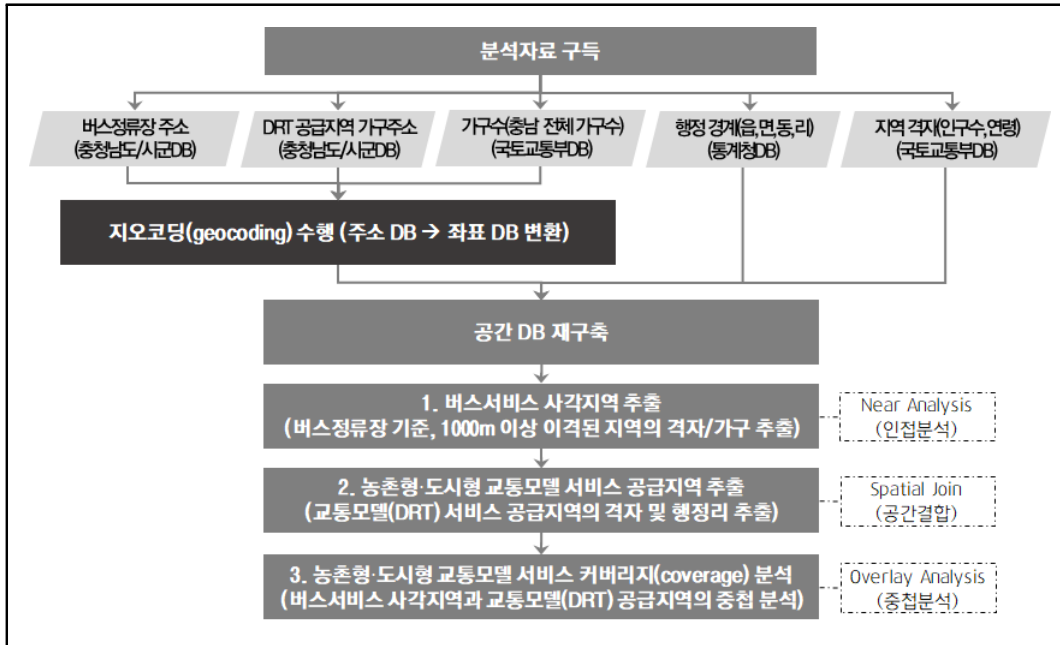 분석자료 구득
버스정류장 주소
(충청남도/시군DB)
DRT 공급지역 가구주소
(충청남도/시군DB)
가구수(충남 전체 가구수)
(국토교통부DB)
행정 경계(읍,면,동,리)
(통계청DB)
지역 격자(인구수,연령)
(국토교통부DB)
지오코딩(geocoding) 수행 (주소 DB → 좌표 DB 변환)
공간 DB 재구축
1. 버스서비스 사각지역 추출
(버스정류장 기준, 1000m 이상 이격된 지역의 격자/가구 추출)
Near Analysis
(인접분석)
2. 농촌형·도시형 교통모델 서비스 공급지역 추출
(교통모델(DRT) 서비스 공급지역의 격자 및 행정리 추출)
Spatial Join
(공간결합)
3. 농촌형·도시형 교통모델 서비스 커버리지(coverage) 분석
(버스서비스 사각지역과 교통모델(DRT) 공급지역의 중첩 분석)
Overlay Analysis
(중첩분석)